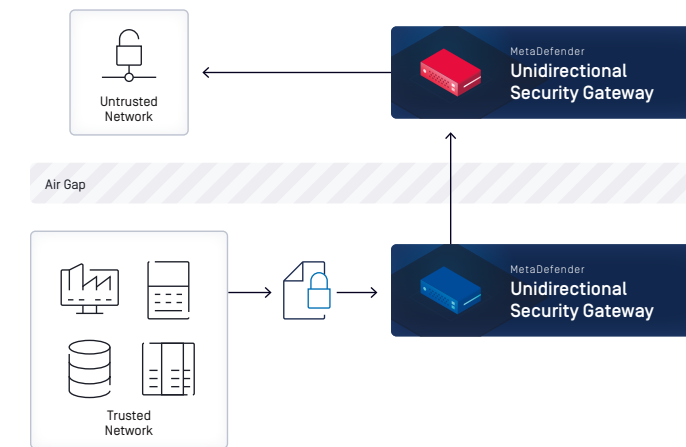 MetaDefender
Unidirectional
Security Gateway
Untrusted
Network
Air Gap
MetaDefender
Unidirectional
Security Gateway
Trusted
Network